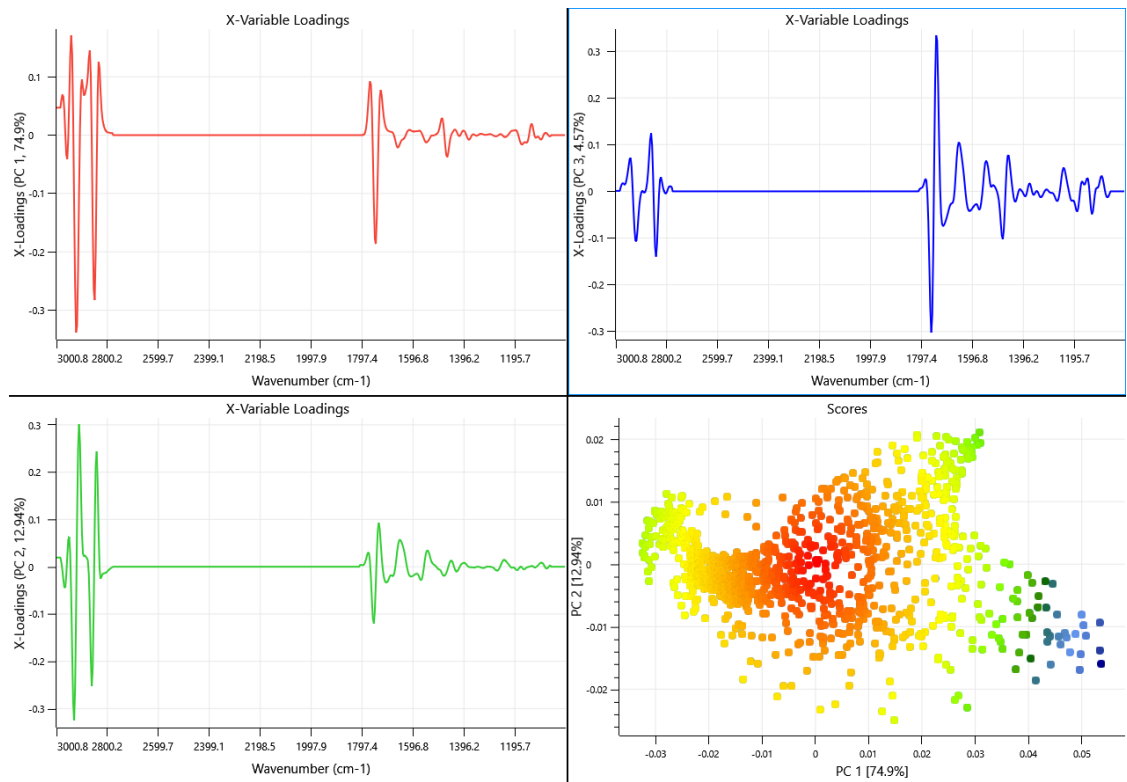 X-Variable Loadings
X-Loadings (PC 1, 74.9%)
0.1
0
-0.1
-0.2
-0.3
3000.8 2800.2 2599.7 2399.1 2198.5 1997.9 1797.4 1596.8 1396.2 1195.7
Wavenumber (cm-1)
X-Variable Loadings
X-Loadings (PC 3, 4.57%)
0.3
0.2
0.1
0
-0.1
-0.2
-0.3
3000.8 2800.2 2599.7 2399.1 2198.5 1997.9 1797.4 1596.8 1396.2 1195.7
Wavenumber (cm-1)
X-Variable Loadings
X-Loadings (PC 2, 12.94%)
0.3
0.2
0.1
0
-0.1
-0.2
-0.3
3000.8 2800.2 2599.7 2399.1 2198.5 1997.9 1797.4 1596.8 1396.2 1195.7
Wavenumber (cm-1)
Scores
PC 2 [12.94%]
0.02
0.01
0
-0.01
-0.02
-0.03 -0.02 -0.01 0 0.01 0.02 0.03 0.04 0.05
PC 1 [74.9%]